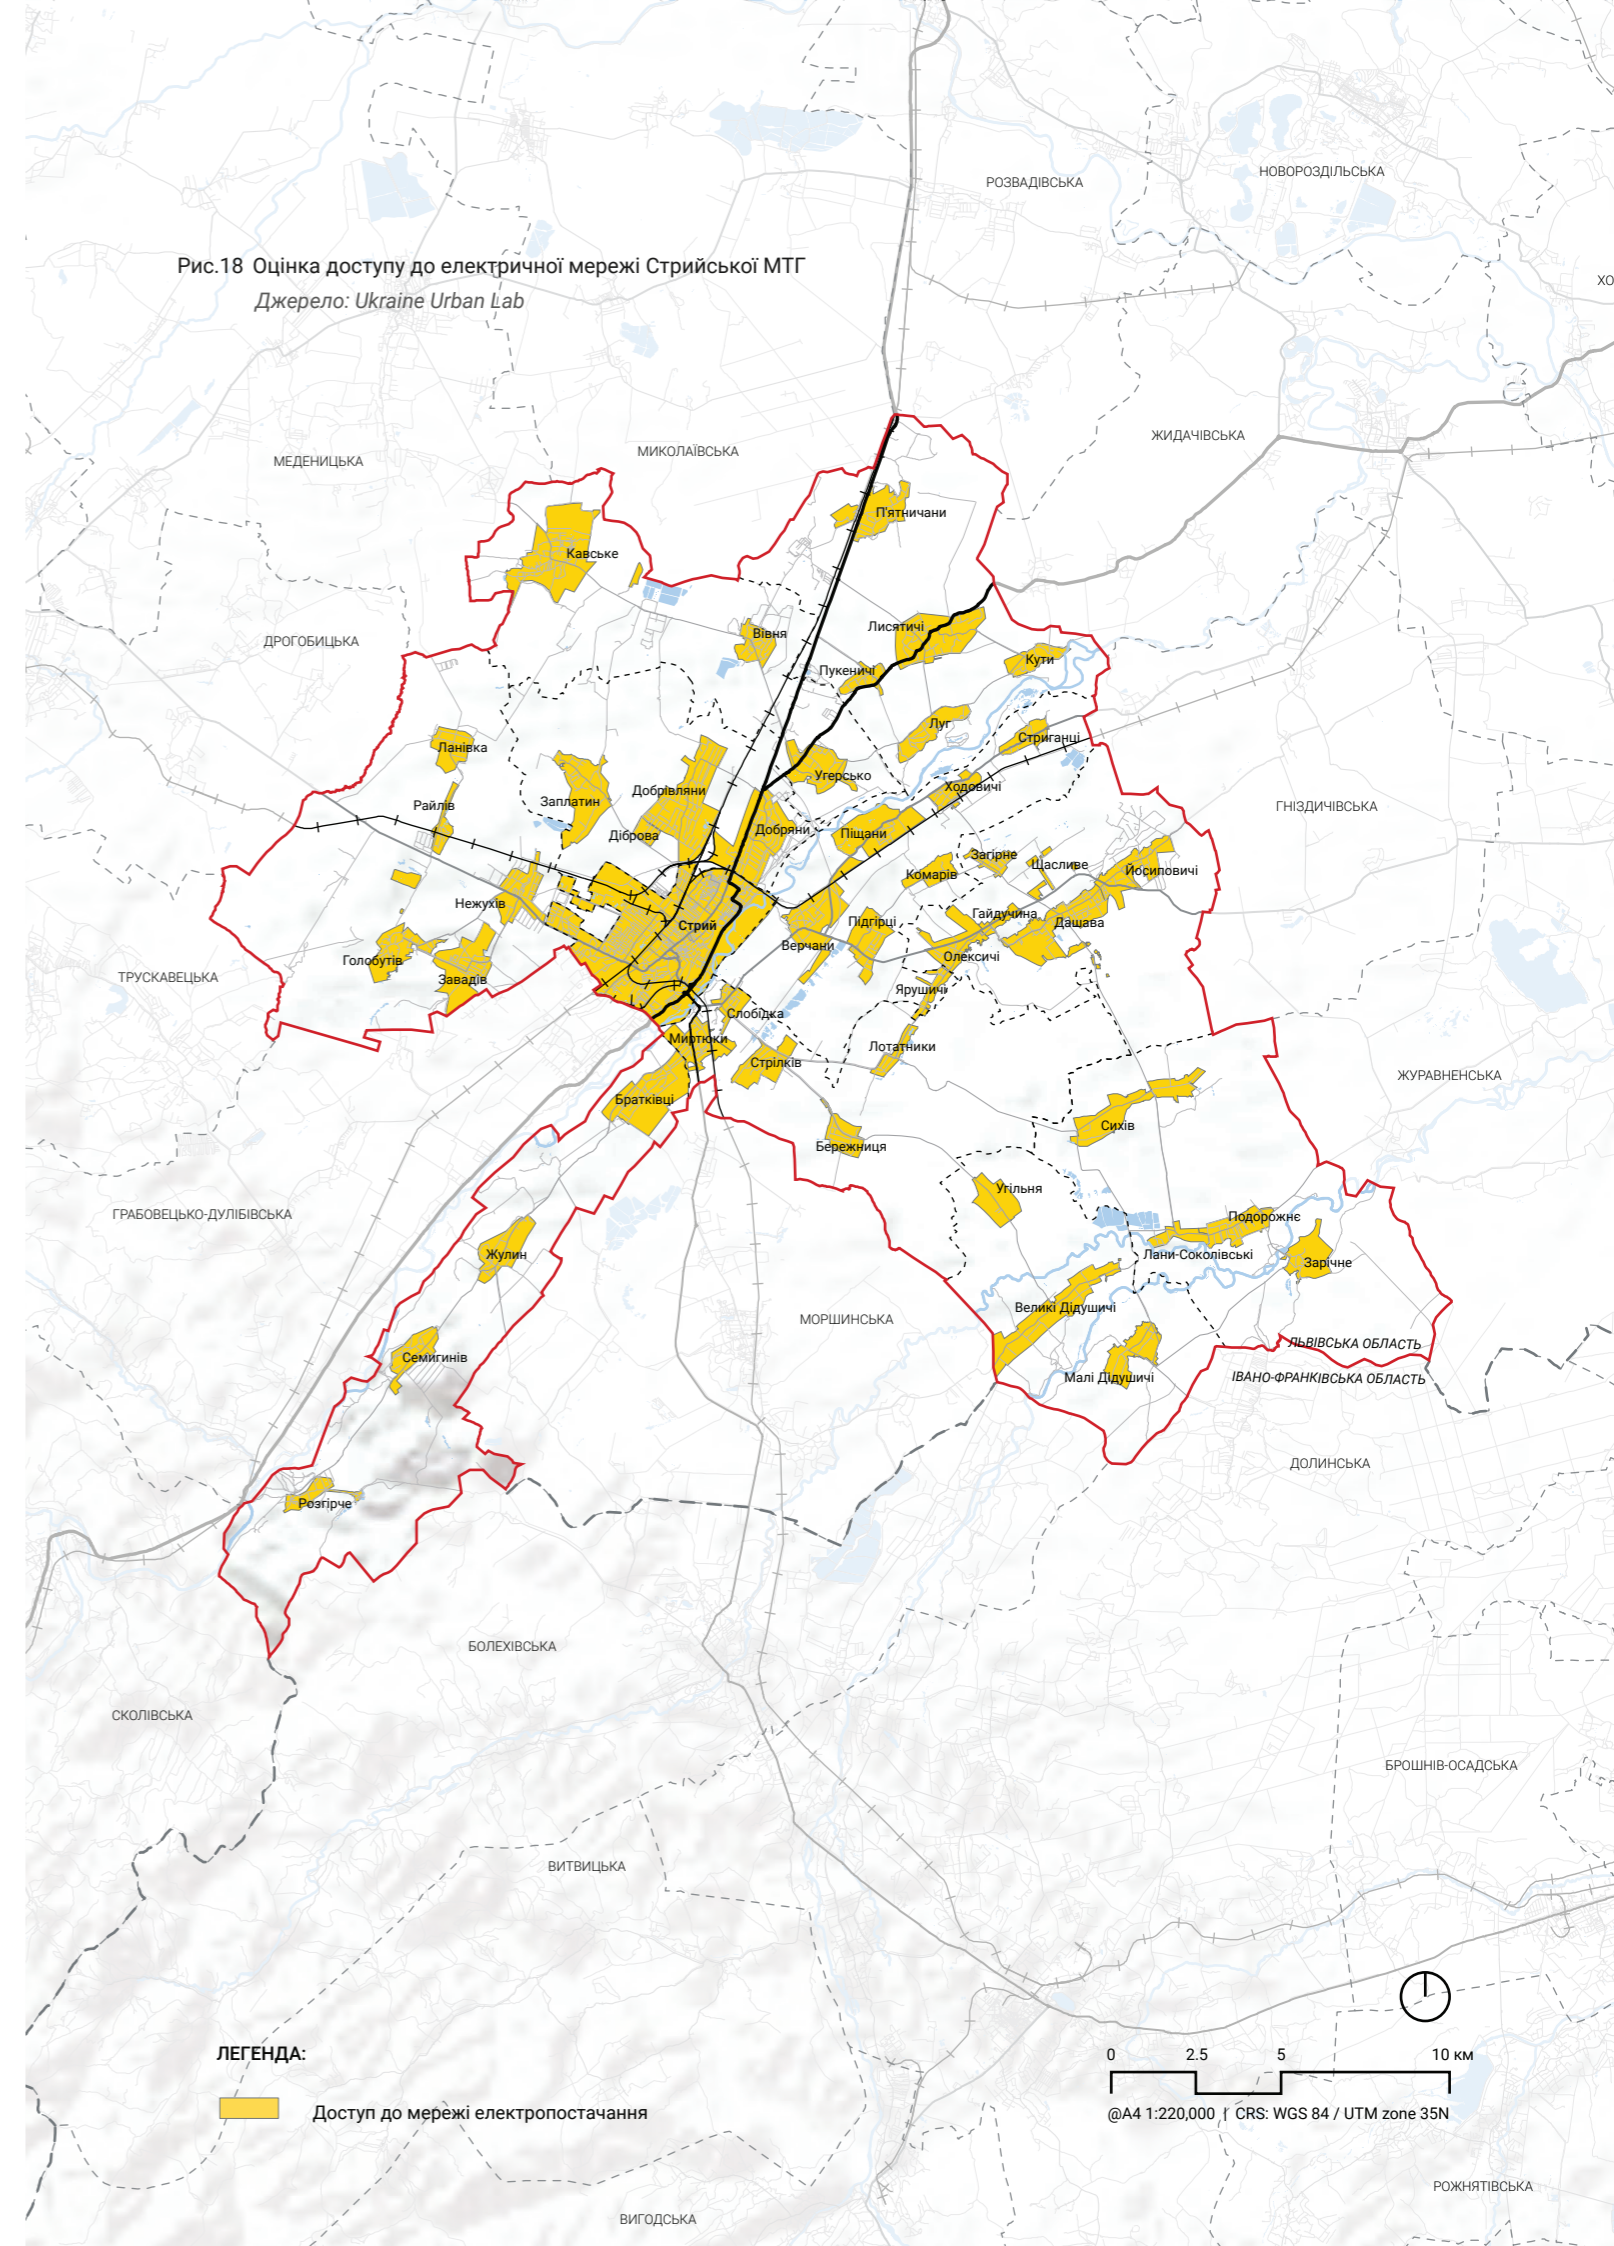 РОЗВАДІВСЬКА
НОВОРОЗДІЛЬСЬКА
Рис.18 Оцінка доступу до електричної мережі Стрийської МТГ
Джерело: Ukraine Urban Lab
ХО
МЕДЕНИЦЬКА
МИКОЛАЇВСЬКА
ЖИДАЧІВСЬКА
П'ятничани
Кавське
ДРОГОБИЦЬКА
Вівня
Лисятичі
Пукеничі
Кути
Луг
Стриганці
Ланівка
Угерсько
Ходовичі
Добрівляни
Заплатин
Райлів
Діброва
Добряни
Піщани
ГНІЗДИЧІВСЬКА
Загірне
Щасливе
Йосиповичі
Комарів
Нежухів
Стрий
Підгірці
Гайдучина
Дашава
Верчани
Олексичі
Голобутів
Завадів
ТРУСКАВЕЦЬКА
Ярушичі
Слобідка
Миртюки
Лотатники
Стрілків
ЖУРАВНЕНСЬКА
Братківці
Сихів
Бережниця
Угільня
ГРАБОВЕЦЬКО-ДУЛІБІВСЬКА
Подорожнє
Жулин
Лани-Соколівські
Зарічне
Великі Дідушичі
МОРШИНСЬКА
ЛЬВІВСЬКА ОБЛАСТЬ
Семигинів
Малі Дідушичі
ІВАНО-ФРАНКІВСЬКА ОБЛАСТЬ
ДОЛИНСЬКА
Розгірче
БОЛЕХІВСЬКА
СКОЛІВСЬКА
БРОШНІВ-ОСАДСЬКА
ВИТВИЦЬКА
ЛЕГЕНДА:
0 2.5 5 10 км
Доступ до мережі електропостачання
@A4 1:220,000 | CRS: WGS 84 / UTM zone 35N
РОЖНЯТІВСЬКА
ВИГОДСЬКА